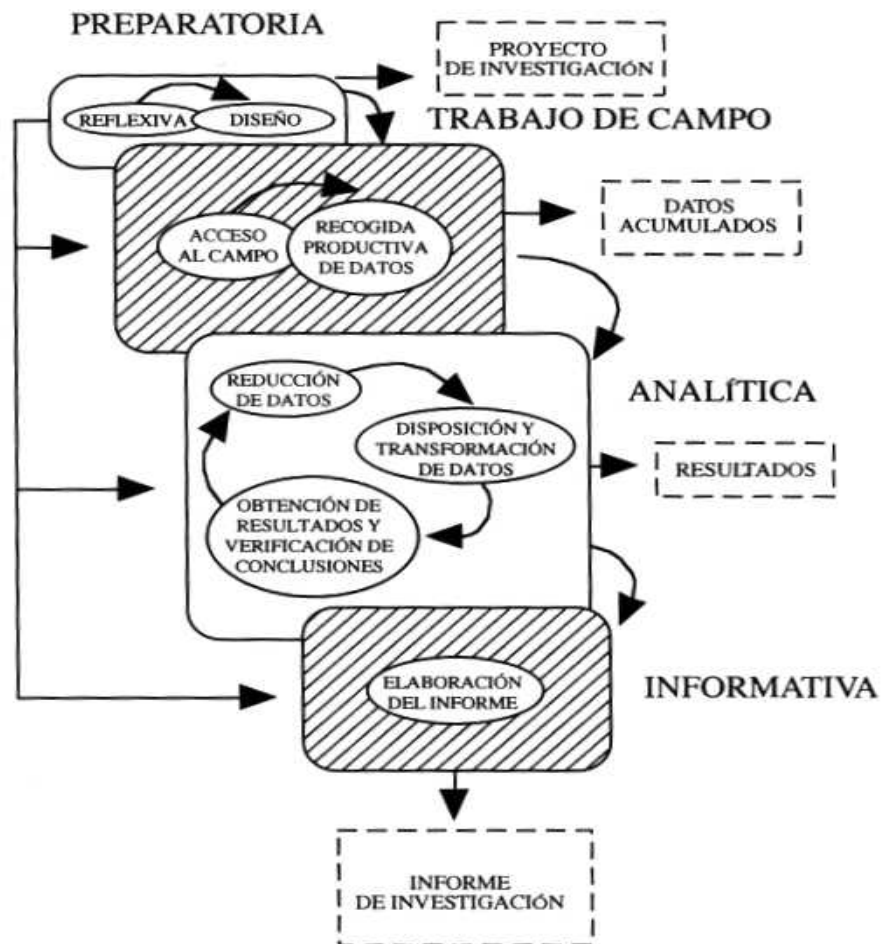 PREPARATORIA
PROYECTO
DE INVESTIGACIÓN
REFLEXIVA
DISEÑO
TRABAJO DE CAMPO
ACCESO
AL CAMPO
RECOGIDA
PRODUCTIVA
DE DATOS
DATOS
ACUMULADOS
REDUCCIÓN
DE DATOS
ANALÍTICA
DISPOSICIÓN Y
TRANSFORMACIÓN
DE DATOS
RESULTADOS
OBTENCIÓN DE
RESULTADOS Y
VERIFICACIÓN DE
CONCLUSIONES
ELABORACIÓN
DEL INFORME
INFORMATIVA
INFORME
DE INVESTIGACIÓN